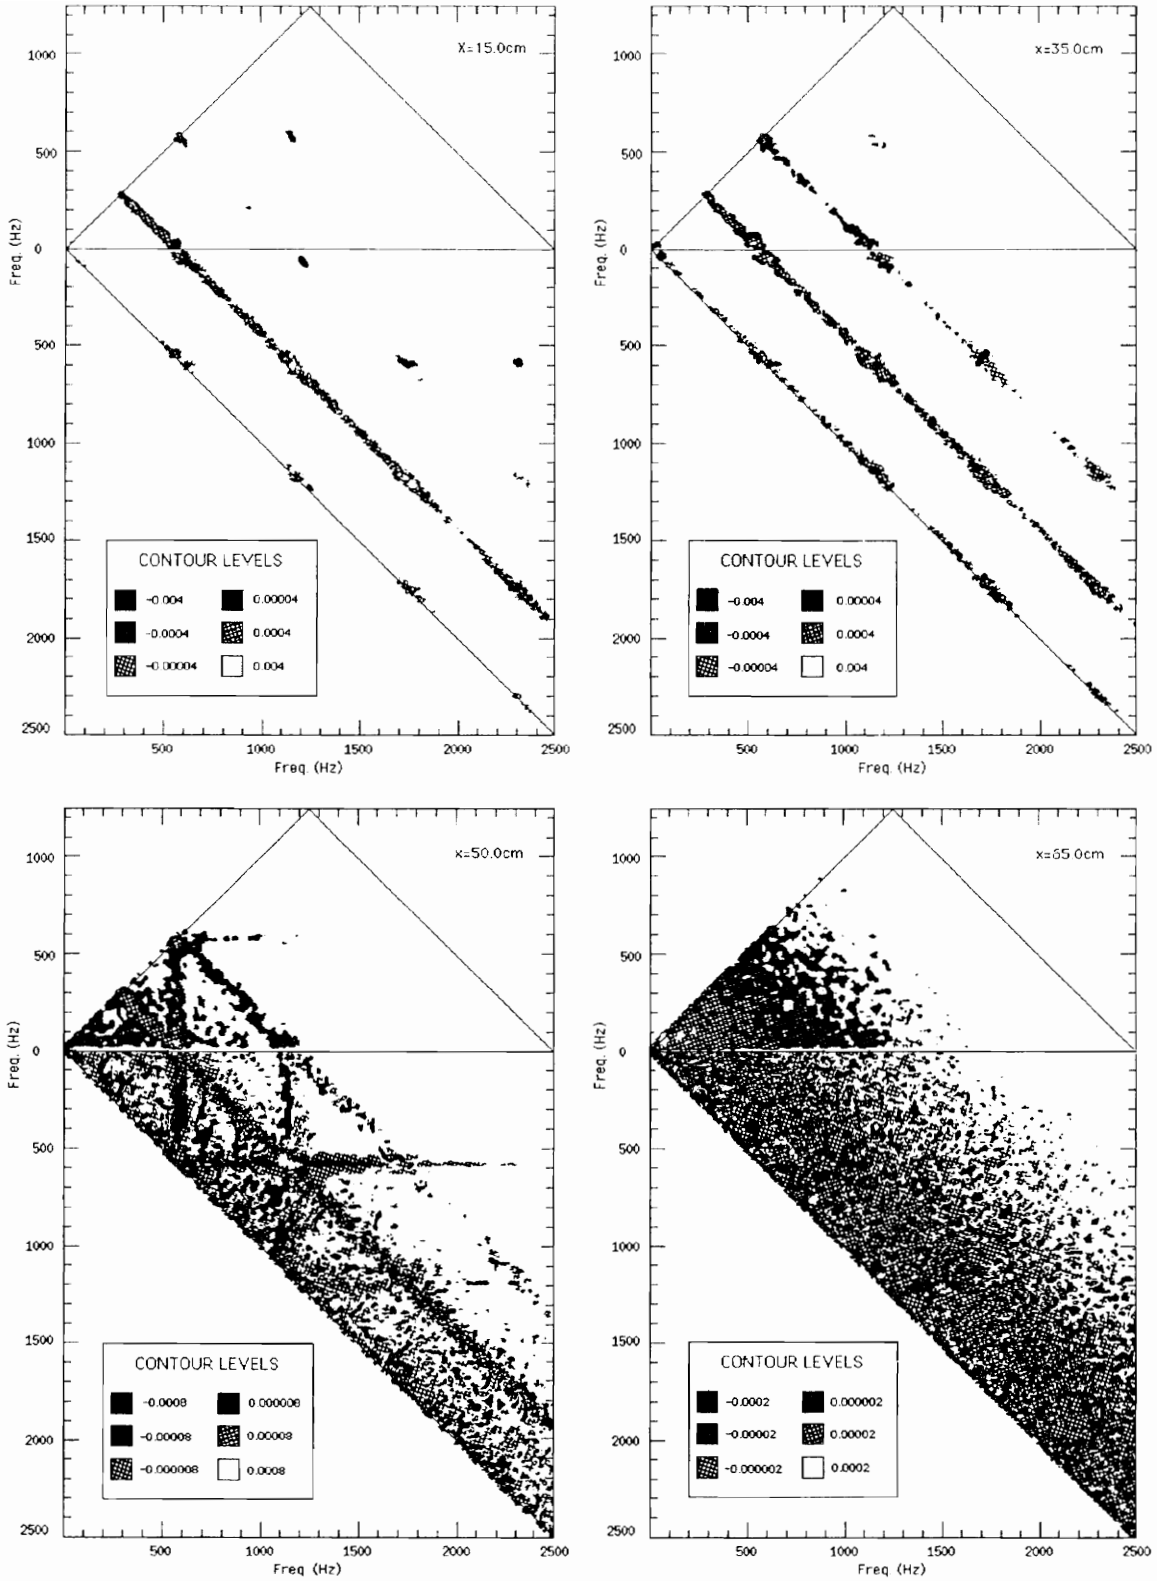 X=15.0cm
1000
500
0
500
1000
1500
2000
2500
Freq. (Hz)
CONTOUR LEVELS
-0.004 0.00004
-0.0004 0.0004
-0.00004 0.004
500 1000 1500 2000 2500
Freq. (Hz)
x=35.0cm
1000
500
0
500
1000
1500
2000
2500
Freq. (Hz)
CONTOUR LEVELS
-0.004 0.00004
-0.0004 0.0004
-0.00004 0.004
500 1000 1500 2000 2500
Freq. (Hz)
x=50.0cm
1000
500
0
500
1000
1500
2000
2500
Freq. (Hz)
CONTOUR LEVELS
-0.0008 0.000008
-0.00008 0.00008
-0.000008 0.0008
500 1000 1500 2000 2500
Freq. (Hz)
x=65.0cm
1000
500
0
500
1000
1500
2000
2500
Freq. (Hz)
CONTOUR LEVELS
-0.0002 0.000002
-0.00002 0.00002
-0.000002 0.0002
500 1000 1500 2000 2500
Freq. (Hz)